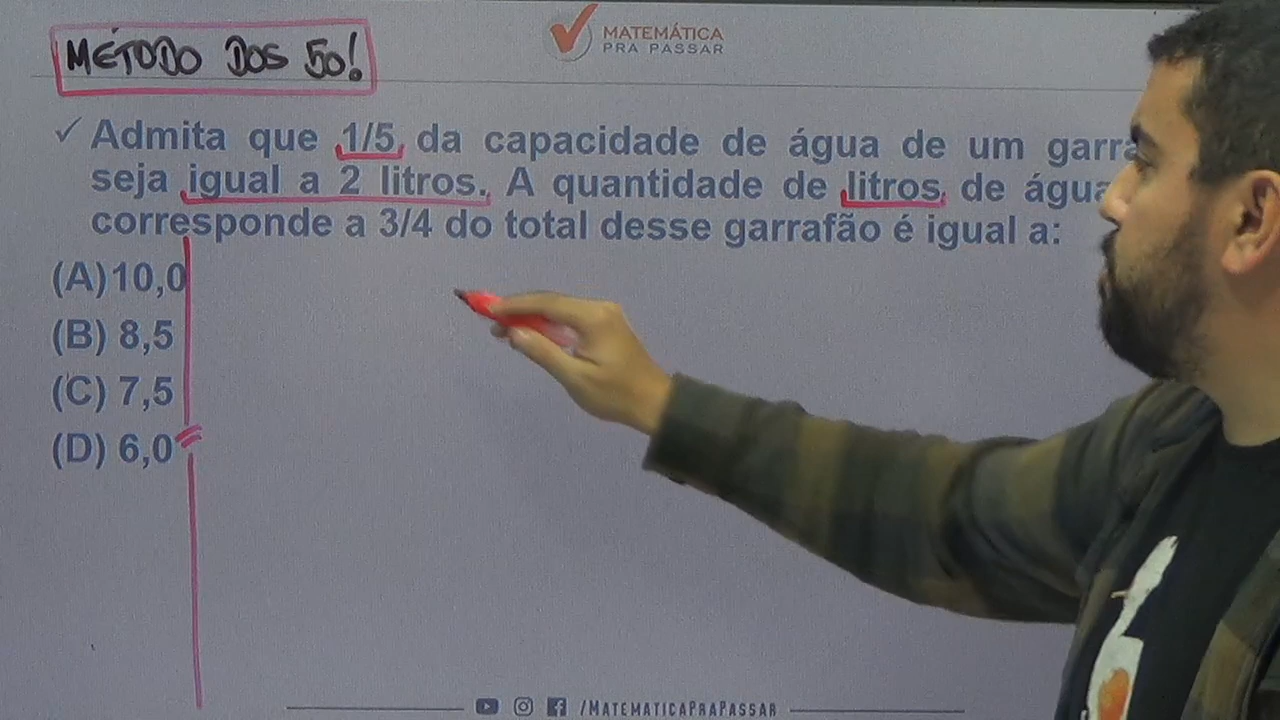 MÉTODO DOS 50!
MATEMÁTICA
PRA PASSAR
✓ Admita que 1/5 da capacidade de água de um
seja igual a 2 litros. A quantidade de litros de água
corresponde a 3/4 do total desse garrafão é igual a:
(A) 10,0
(B) 8,5
(C) 7,5
(D) 6,0
/MATEMATICAPRAPASSAR